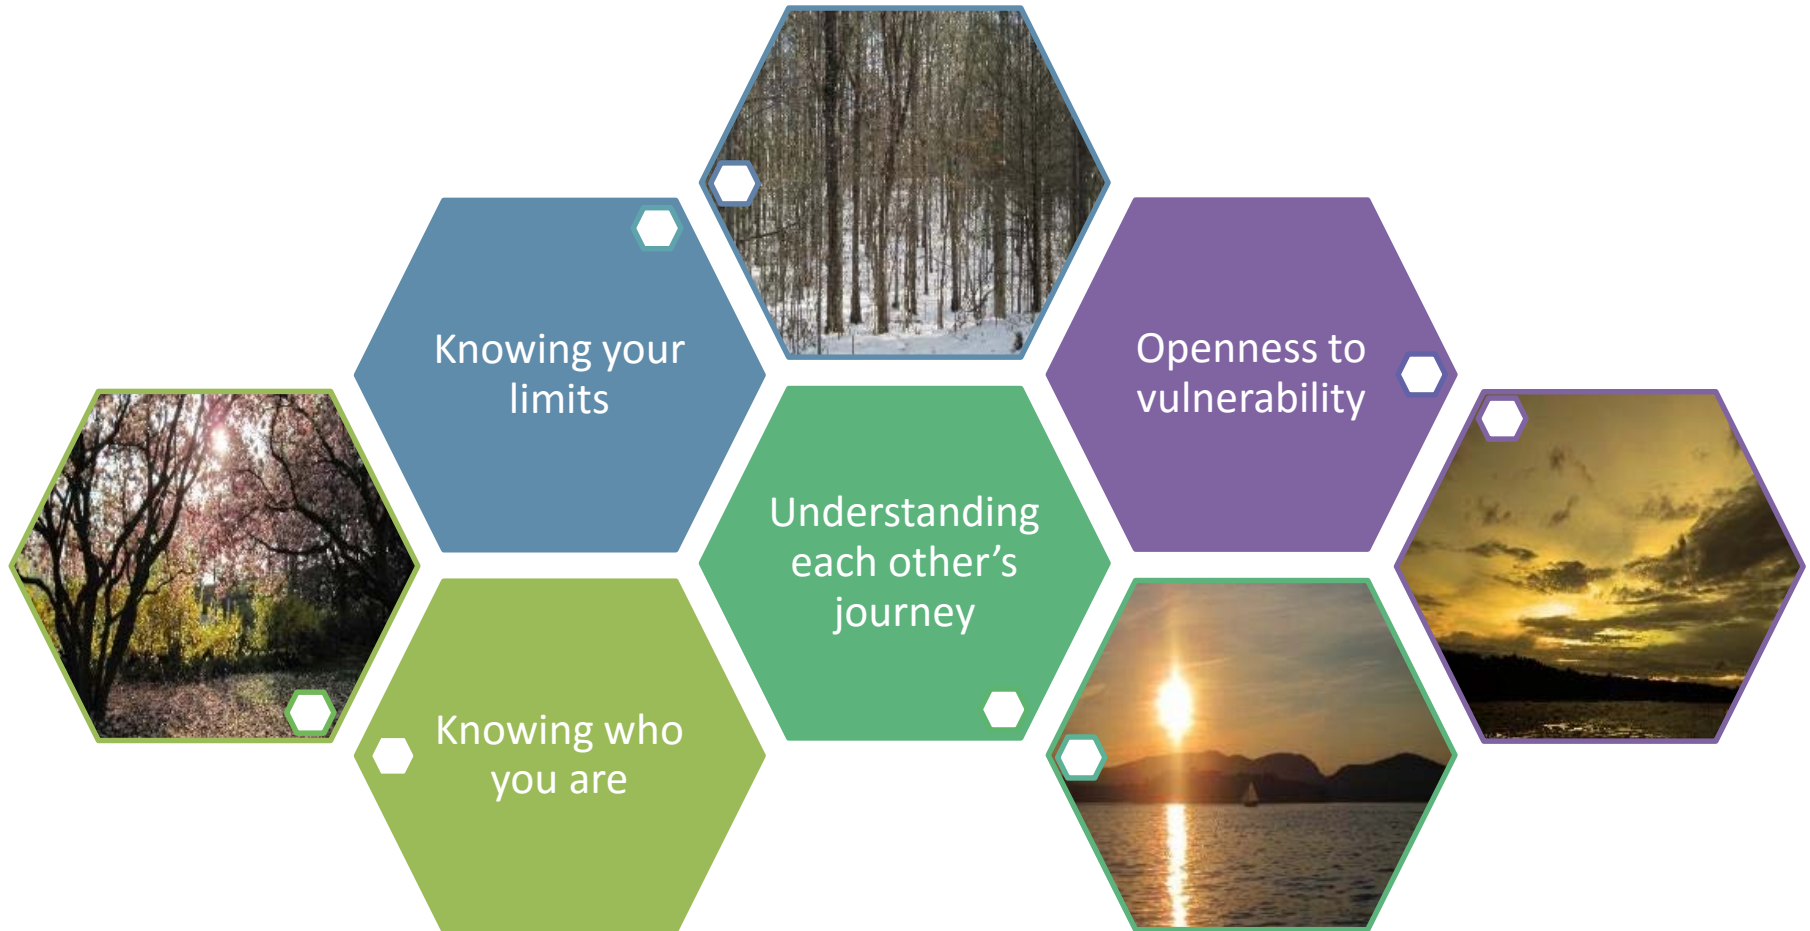 Knowing your
limits
Openness to
vulnerability
Understanding
each other’s
journey
Knowing who
you are